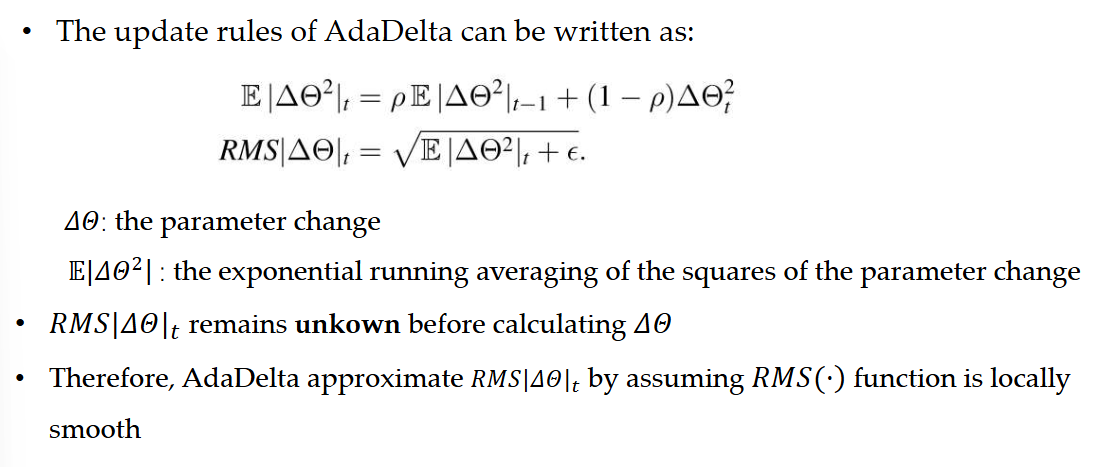 • The update rules of AdaDelta can be written as:
𝔼|ΔΘ²|ₜ = ρ𝔼|ΔΘ²|ₜ₋₁ + (1 − ρ)ΔΘₜ²
RMS|ΔΘ|ₜ = √(𝔼|ΔΘ²|ₜ + ϵ).
ΔΘ: the parameter change
𝔼|ΔΘ²| : the exponential running averaging of the squares of the parameter change
• RMS|ΔΘ|ₜ remains unkown before calculating ΔΘ
• Therefore, AdaDelta approximate RMS|ΔΘ|ₜ by assuming RMS(·) function is locally
smooth